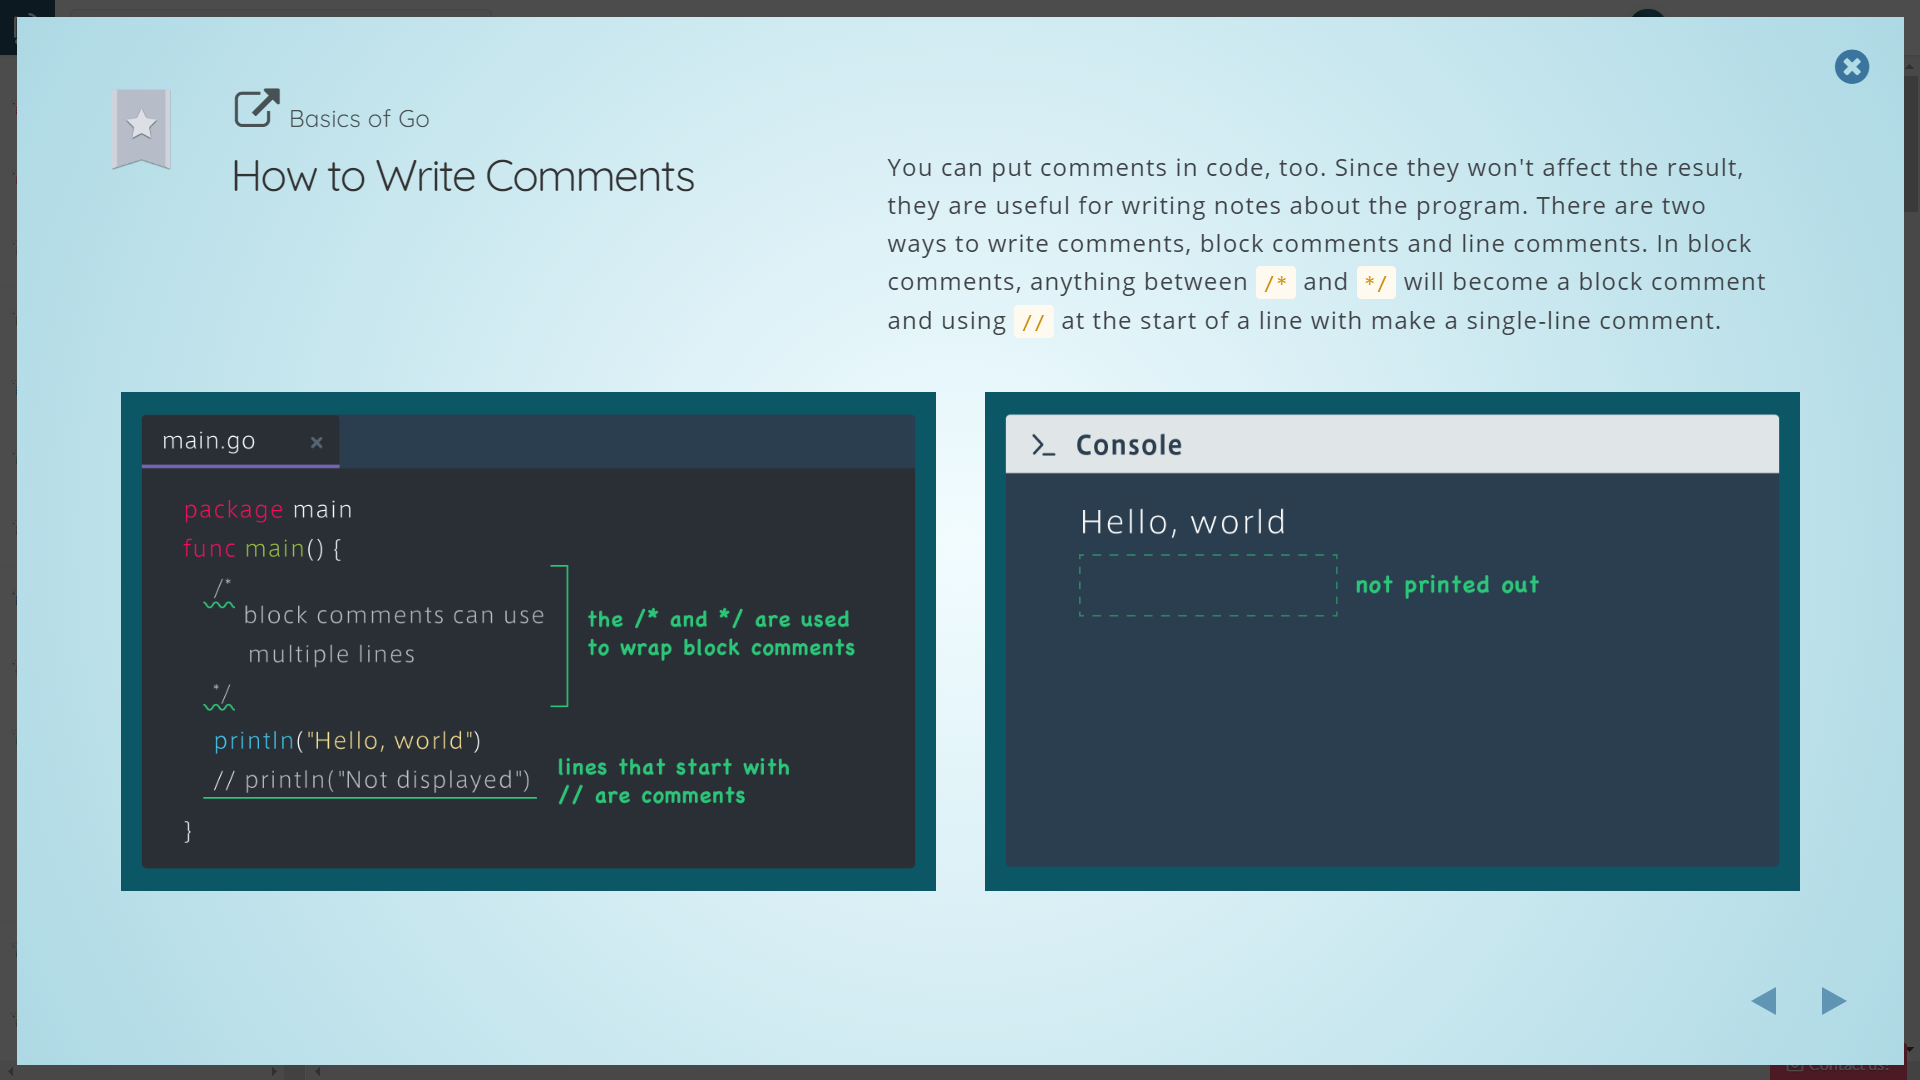 Basics of Go
How to Write Comments
You can put comments in code, too. Since they won't affect the result,
they are useful for writing notes about the program. There are two
ways to write comments, block comments and line comments. In block
comments, anything between /* and */ will become a block comment
and using // at the start of a line with make a single-line comment.
main.go
package main
func main() {
/*
block comments can use
multiple lines
*/
println("Hello, world")
// println("Not displayed")
}
the /* and */ are used
to wrap block comments
lines that start with
// are comments
>_ Console
Hello, world
not printed out
Contact us!